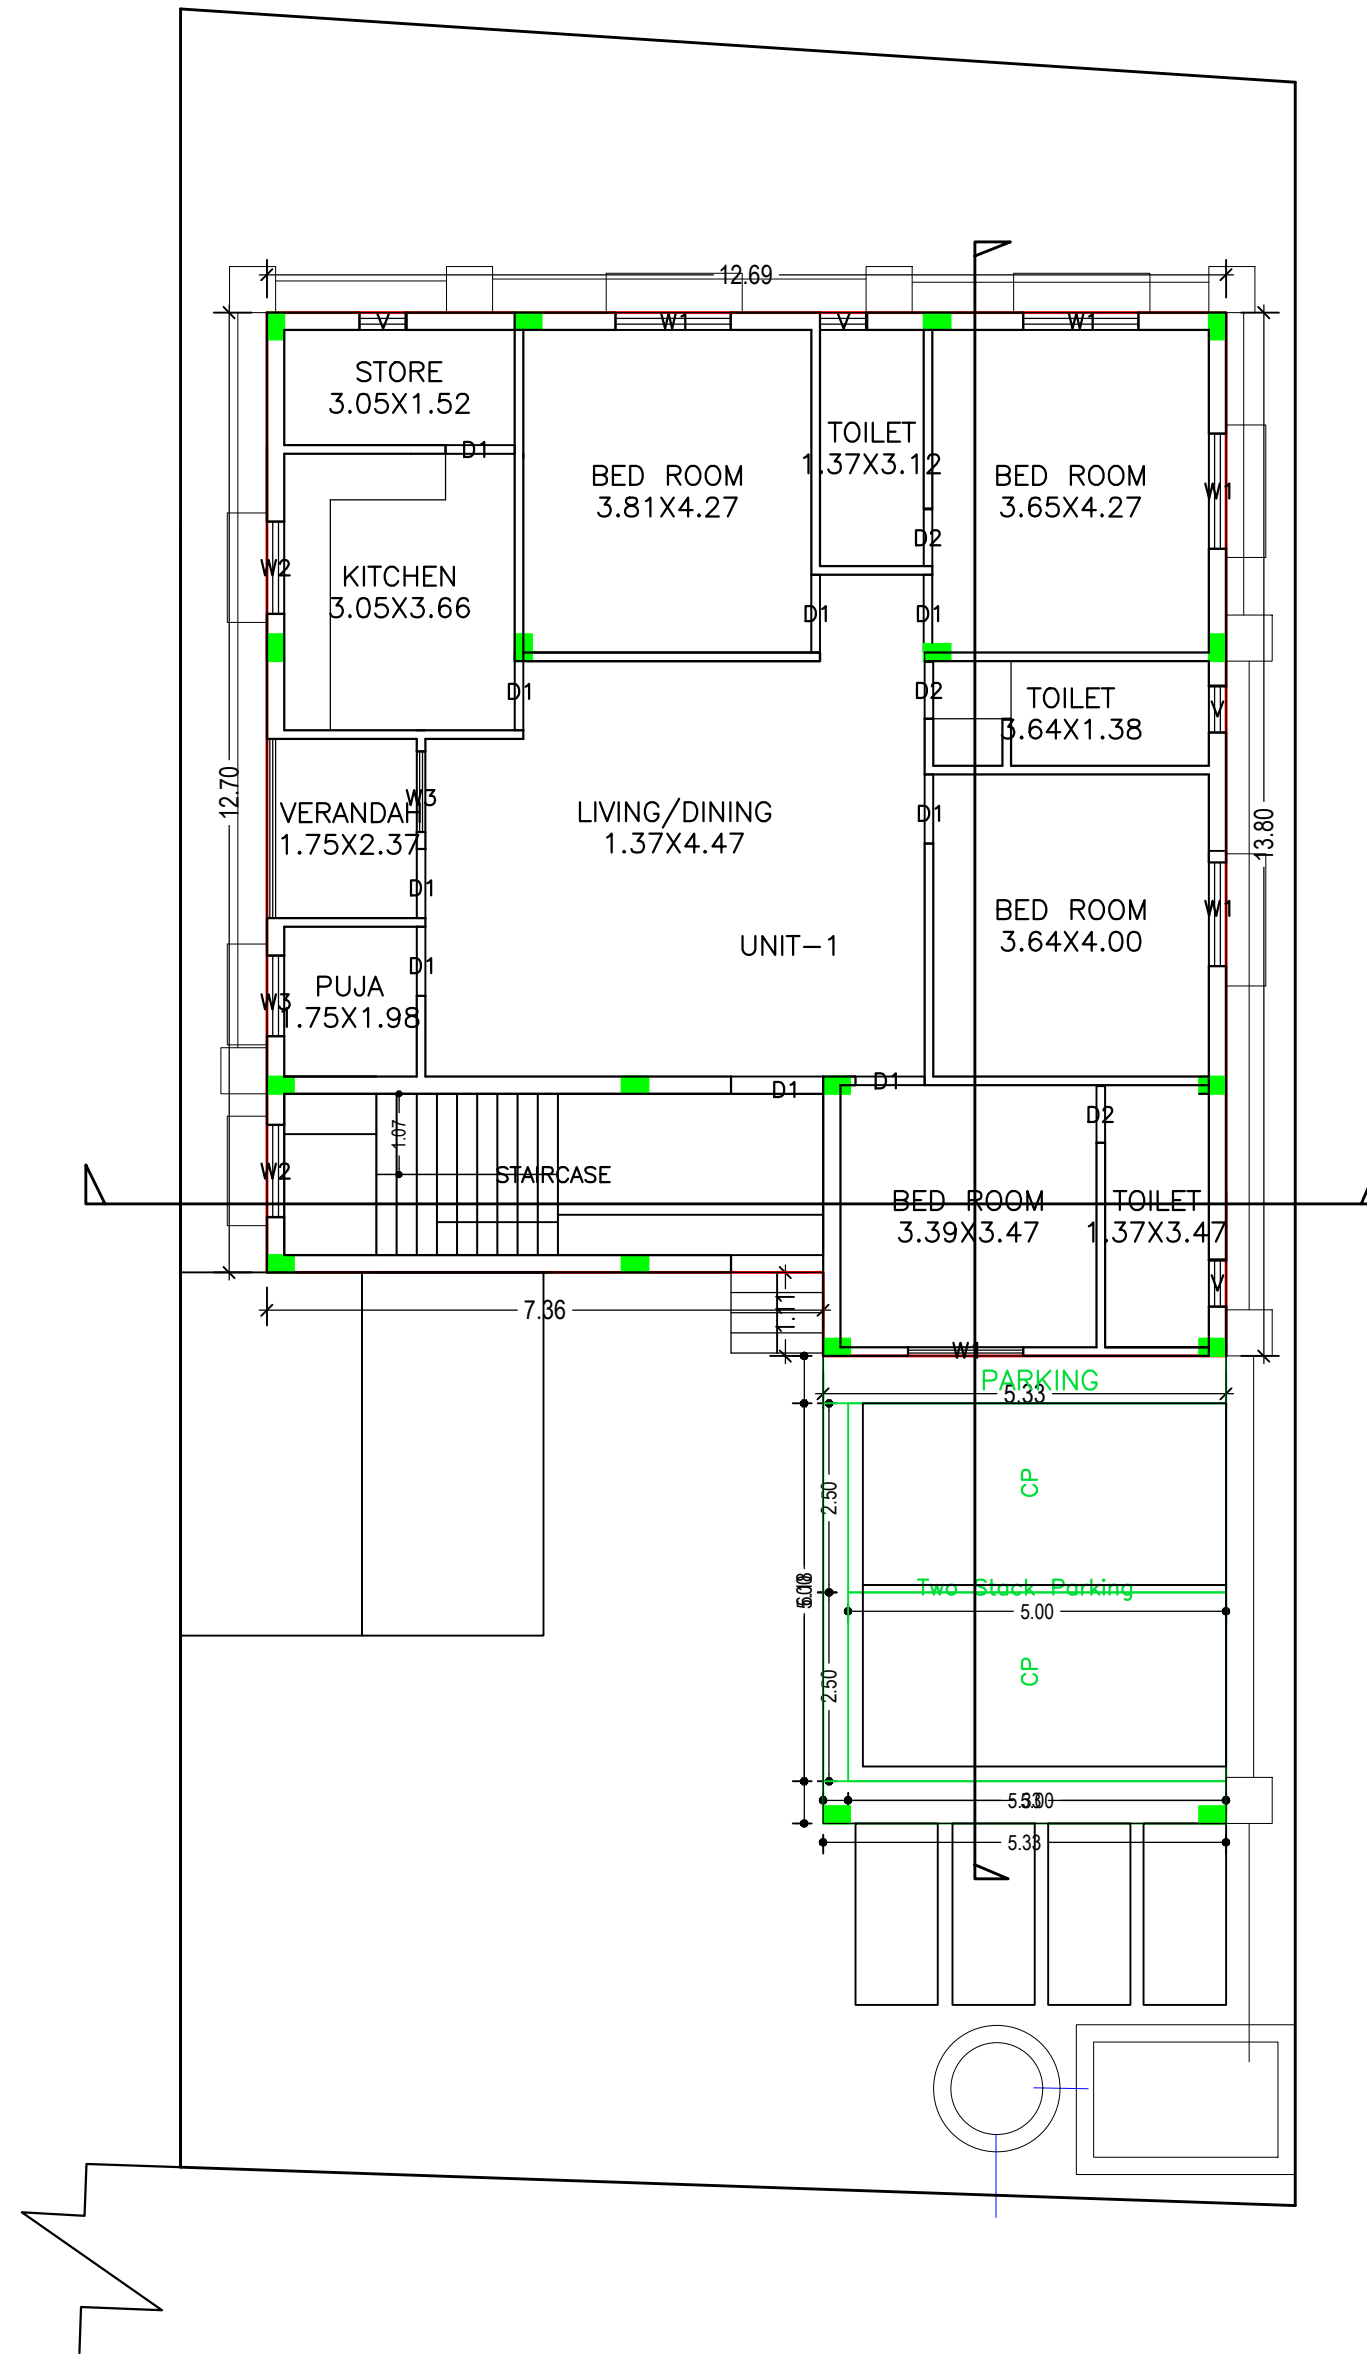 12.69
V
W1
V
W1
STORE
3.05X1.52
D1
TOILET
1.37X3.12
BED ROOM
3.81X4.27
BED ROOM
3.65X4.27
W1
D2
W2
KITCHEN
3.05X3.66
D1
D1
D1
D2
TOILET
3.64X1.38
V
12.70
W3
VERANDAH
1.75X2.37
LIVING/DINING
1.37X4.47
D1
13.80
D1
BED ROOM
3.64X4.00
W1
UNIT-1
D1
PUJA
1.75X1.98
W3
D1
D1
D2
1.07
W2
STAIRCASE
BED ROOM
3.39X3.47
TOILET
1.37X3.47
V
7.36
1.11
W1
PARKING
5.33
CP
2.50
Two Stack Parking
5.00
CP
2.50
5.33